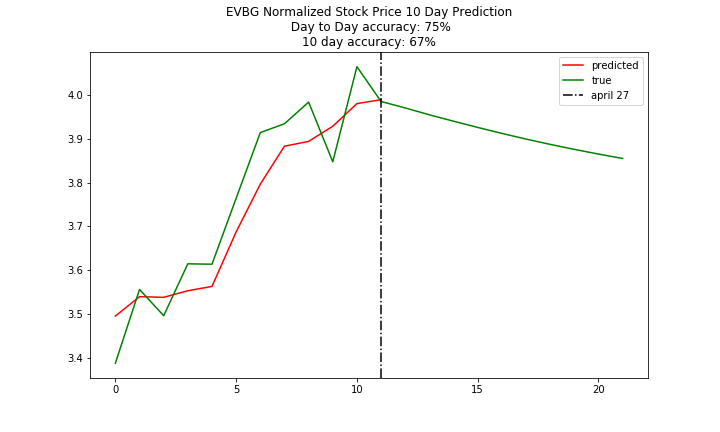 EVBG Normalized Stock Price 10 Day Prediction
Day to Day accuracy: 75%
10 day accuracy: 67%
predicted
true
april 27
4.0
3.9
3.8
3.7
3.6
3.5
3.4
0 5 10 15 20